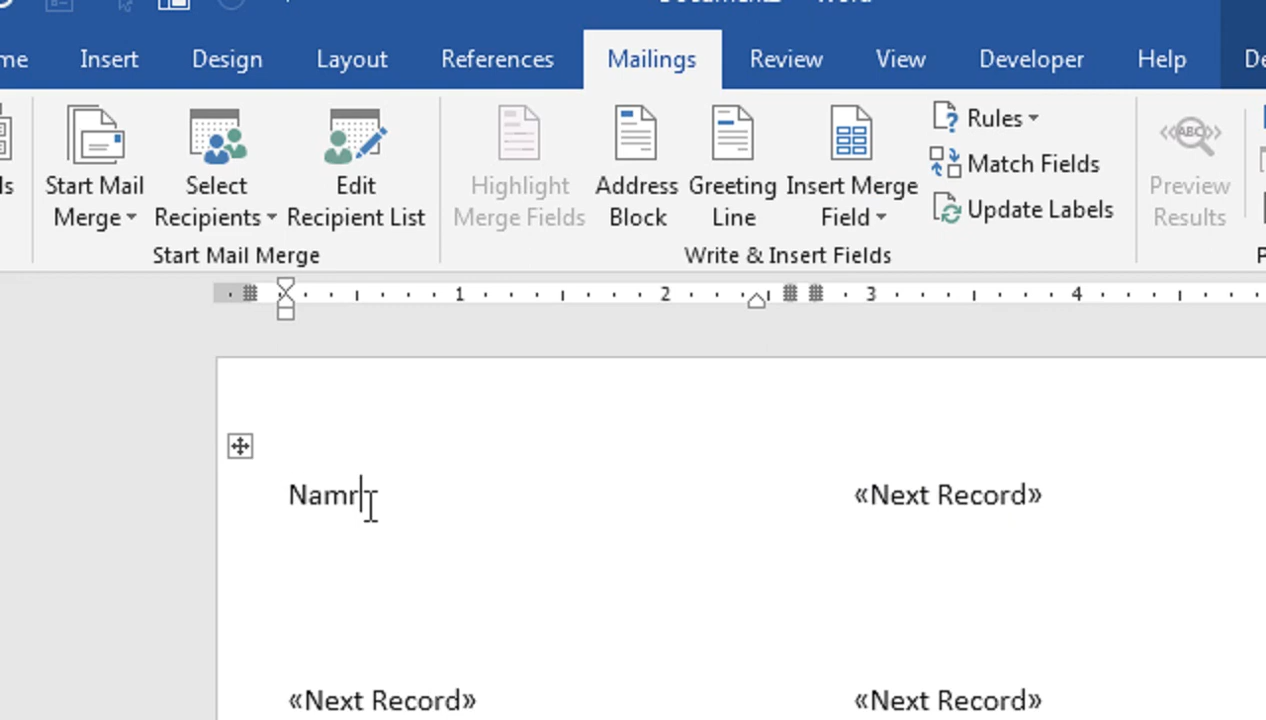 Insert Design Layout References Mailings Review View Developer Help
Rules
Match Fields
Update Labels
Start Mail Merge
Select Recipients
Edit Recipient List
Highlight Merge Fields
Address Block
Greeting Line
Insert Merge Field
ABC
Preview Results
Start Mail Merge
Write & Insert Fields
1 2 3 4
Namr «Next Record»
«Next Record» «Next Record»